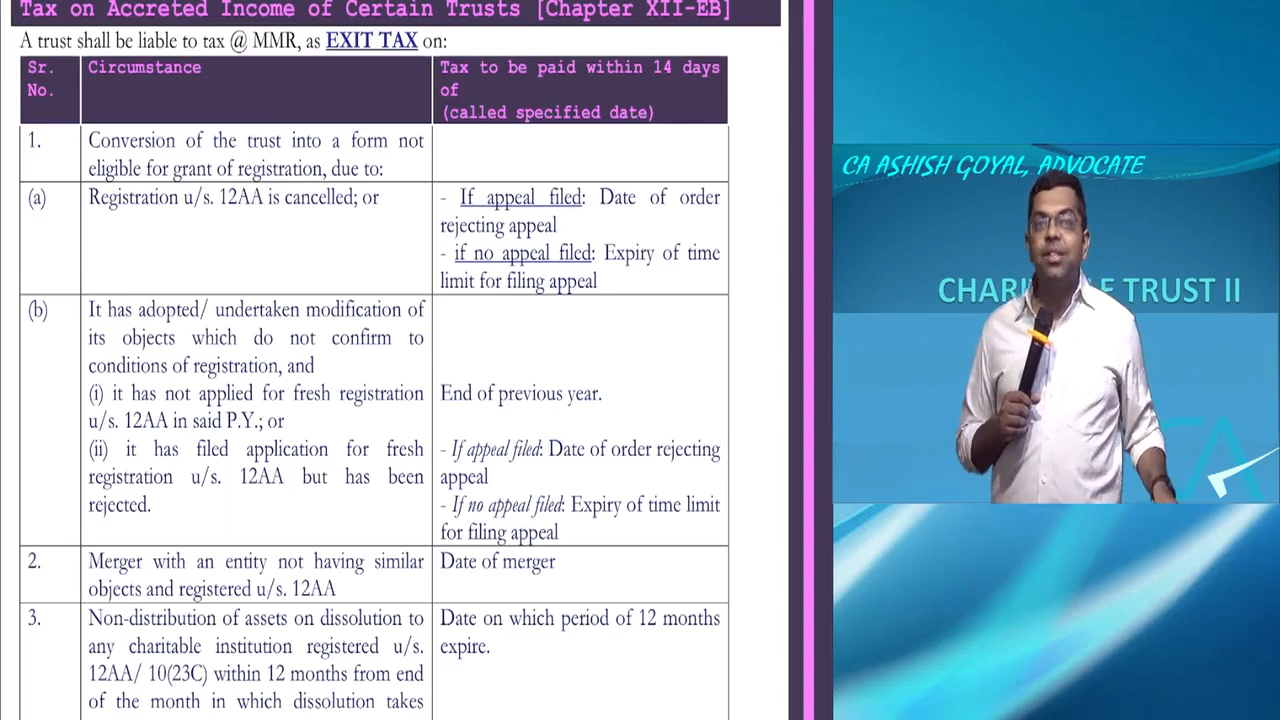 Tax on Accreted Income of Certain Trusts [Chapter XII-EB]
A trust shall be liable to tax @ MMR, as EXIT TAX on:
Sr. No.
Circumstance
Tax to be paid within 14 days
of
(called specified date)
1.
Conversion of the trust into a form not
eligible for grant of registration, due to:
(a)
Registration u/s. 12AA is cancelled; or
- If appeal filed: Date of order
rejecting appeal
- if no appeal filed: Expiry of time
limit for filing appeal
(b)
It has adopted/ undertaken modification of
its objects which do not confirm to
conditions of registration, and
(i) it has not applied for fresh registration
u/s. 12AA in said P.Y.; or
End of previous year.
(ii) it has filed application for fresh
registration u/s. 12AA but has been
rejected.
- If appeal filed: Date of order rejecting
appeal
- If no appeal filed: Expiry of time limit
for filing appeal
2.
Merger with an entity not having similar
objects and registered u/s. 12AA
Date of merger
3.
Non-distribution of assets on dissolution to
any charitable institution registered u/s.
12AA/ 10(23C) within 12 months from end
of the month in which dissolution takes
Date on which period of 12 months
expire.
CA ASHISH GOYAL, ADVOCATE
TRUST II
CA